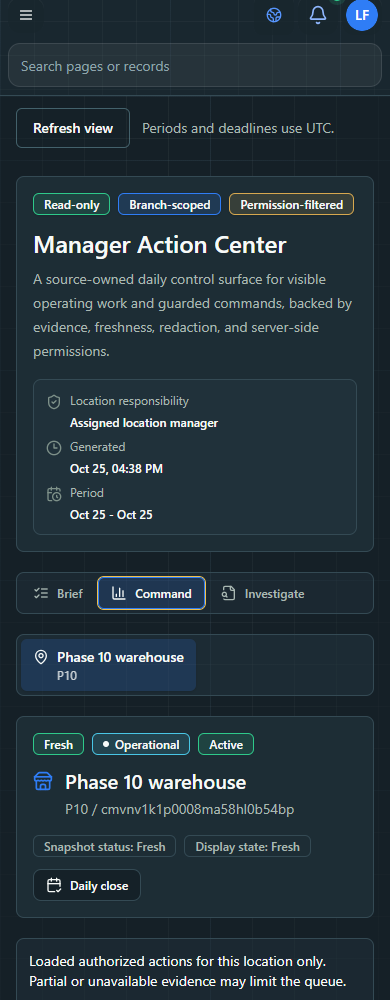 LF
Search pages or records
Refresh view
Periods and deadlines use UTC.
Read-only
Branch-scoped
Permission-filtered
Manager Action Center
A source-owned daily control surface for visible
operating work and guarded commands, backed by
evidence, freshness, redaction, and server-side
permissions.
Location responsibility
Assigned location manager
Generated
Oct 25, 04:38 PM
Period
Oct 25 - Oct 25
Brief
Command
Investigate
Phase 10 warehouse
P10
Fresh
Operational
Active
Phase 10 warehouse
P10 / cmvnv1k1p0008ma58hl0b54bp
Snapshot status: Fresh
Display state: Fresh
Daily close
Loaded authorized actions for this location only.
Partial or unavailable evidence may limit the queue.